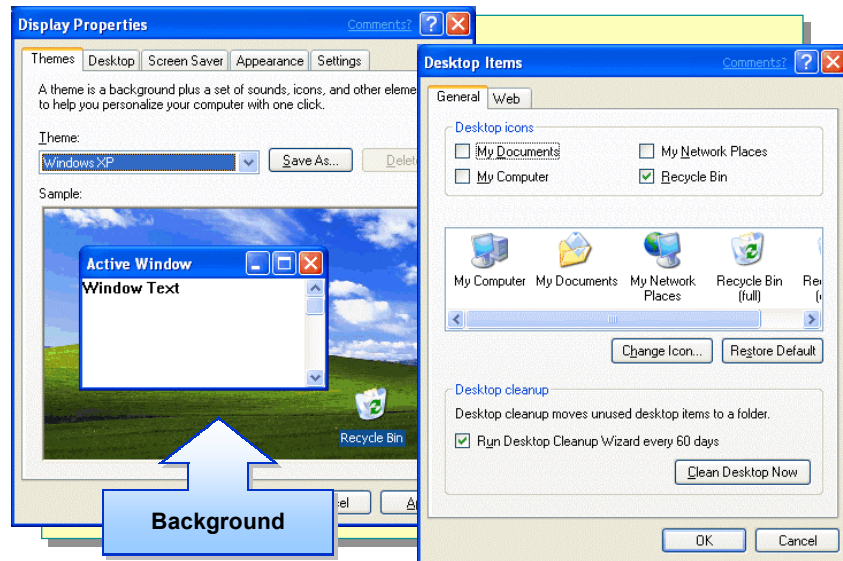 Display Properties
Comments?
Themes
Desktop
Screen Saver
Appearance
Settings
A theme is a background plus a set of sounds, icons, and other
to help you personalize your computer with one click.
Theme:
Windows XP
Save As...
Sample:
Active Window
Window Text
Recycle Bin
Background
Desktop Items
Comments?
General
Web
Desktop icons
My Documents
My Network Places
My Computer
Recycle Bin
My Computer
My Documents
My Network
Places
Recycle Bin
(full)
Change Icon...
Restore Default
Desktop cleanup
Desktop cleanup moves unused desktop items to a folder.
Run Desktop Cleanup Wizard every 60 days
Clean Desktop Now
OK
Cancel